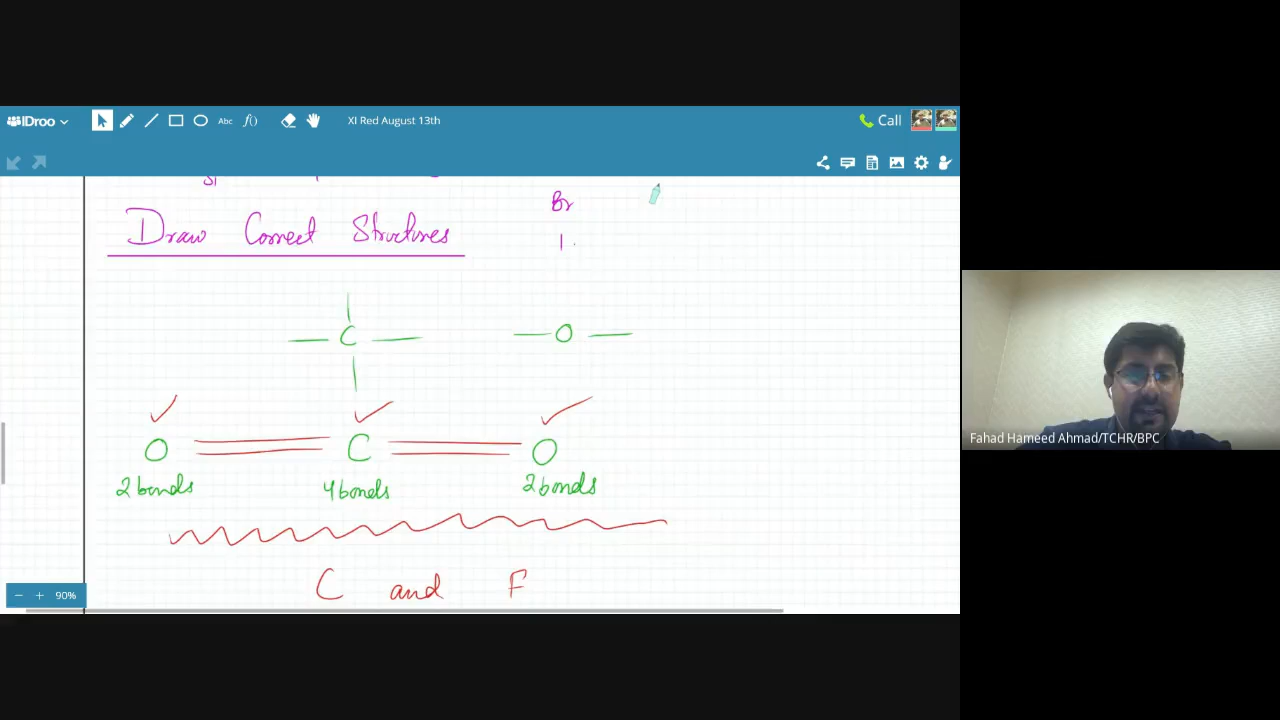 IDroo
Abc
f()
XI Red August 13th
Call
Br
Draw Correct Structures
I
C
O
O C O
2 bonds 4 bonds 2 bonds
C and F
90%
Fahad Hameed Ahmad/TCHR/BPC